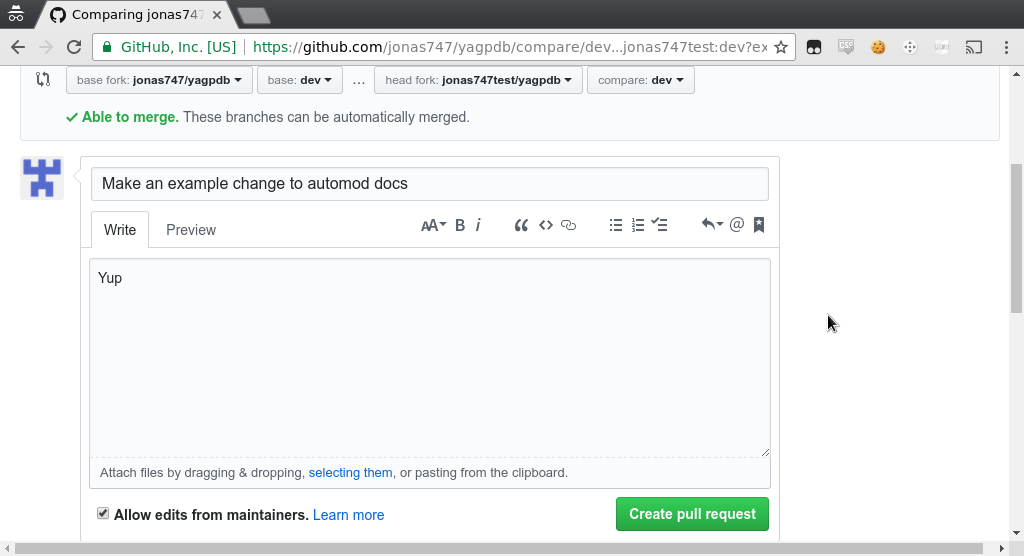 Comparing jonas747
GitHub, Inc. [US] https://github.com/jonas747/yagpdb/compare/dev...jonas747test:dev?ex
base fork: jonas747/yagpdb base: dev ... head fork: jonas747test/yagpdb compare: dev
Able to merge. These branches can be automatically merged.
Make an example change to automod docs
Write Preview AA B i @
Yup
Attach files by dragging & dropping, selecting them, or pasting from the clipboard.
Allow edits from maintainers. Learn more Create pull request